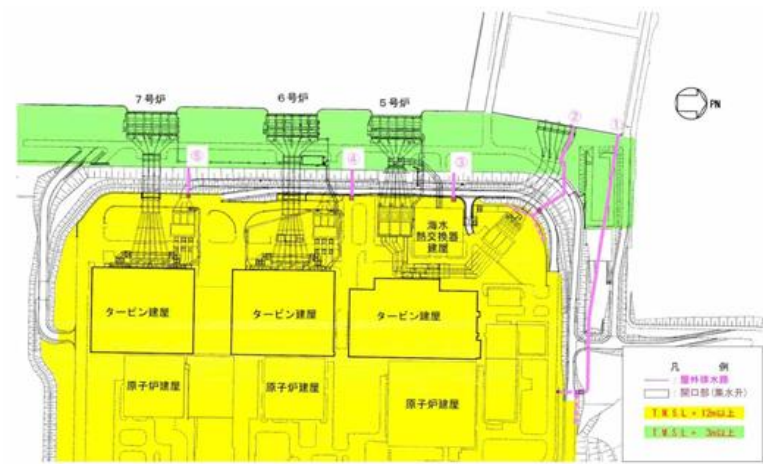 7号炉
6号炉
5号炉
②
①
PN
⑤
④
③
海水
熱交換器
建屋
タービン建屋
タービン建屋
タービン建屋
原子炉建屋
原子炉建屋
原子炉建屋
凡 例
：屋外排水路
：開口部(集水升)
T.M.S.L.+ 12m以上
T.M.S.L.+ 3m以上